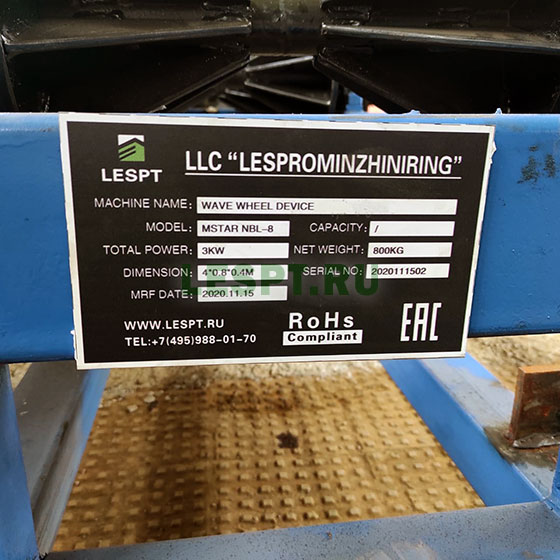 LESPT
LLC "LESPROMINZHINIRING"
MACHINE NAME: WAVE WHEEL DEVICE
MODEL: MSTAR NBL-8 CAPACITY: /
TOTAL POWER: 3KW NET WEIGHT: 800KG
DIMENSION: 4*0.8*0.4M SERIAL NO: 2020111502
MRF DATE: 2020.11.15
LESPT.RU
WWW.LESPT.RU
TEL:+7(495)988-01-70
RoHs
Compliant
EAC